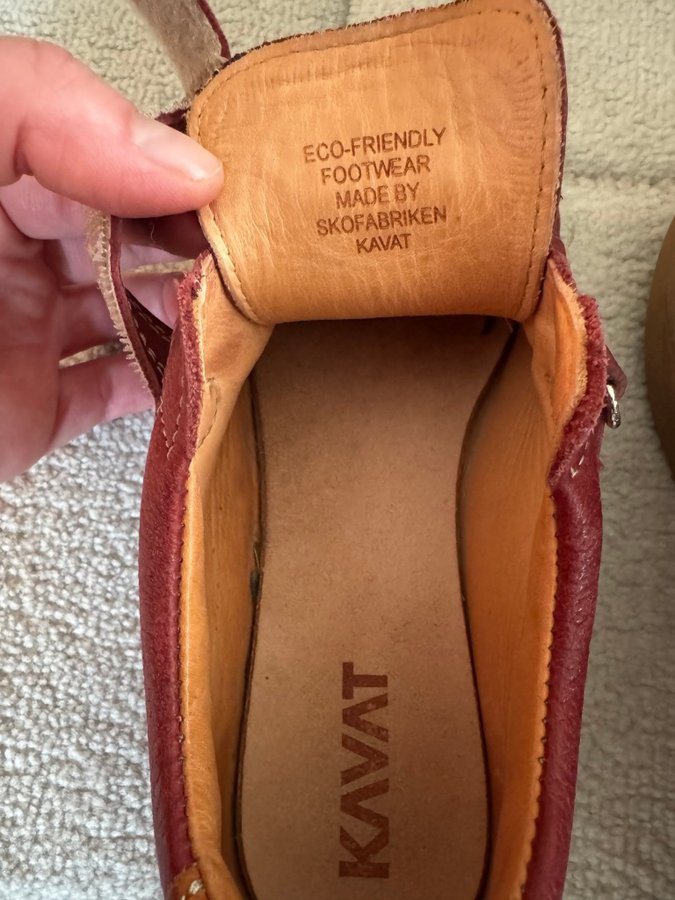 ECO-FRIENDLY
FOOTWEAR
MADE BY
SKOFABRIKEN
KAVAT
KAVAT